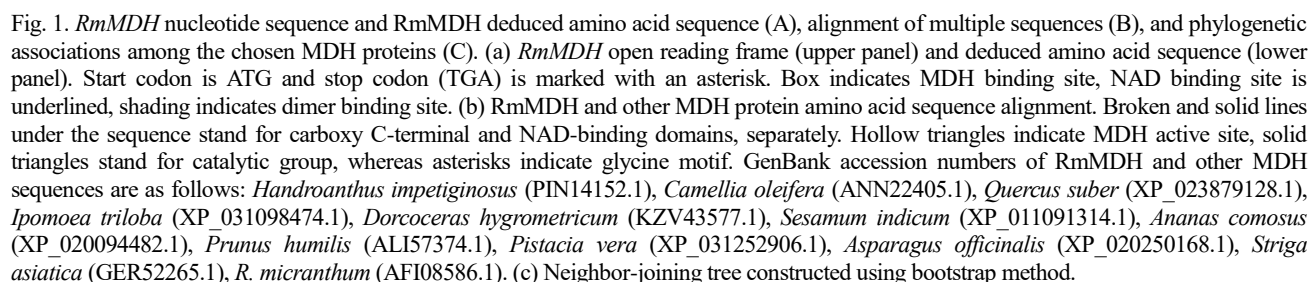 Fig. 1. RmMDH nucleotide sequence and RmMDH deduced amino acid sequence (A), alignment of multiple sequences (B), and phylogenetic
associations among the chosen MDH proteins (C). (a) RmMDH open reading frame (upper panel) and deduced amino acid sequence (lower
panel). Start codon is ATG and stop codon (TGA) is marked with an asterisk. Box indicates MDH binding site, NAD binding site is
underlined, shading indicates dimer binding site. (b) RmMDH and other MDH protein amino acid sequence alignment. Broken and solid lines
under the sequence stand for carboxy C-terminal and NAD-binding domains, separately. Hollow triangles indicate MDH active site, solid
triangles stand for catalytic group, whereas asterisks indicate glycine motif. GenBank accession numbers of RmMDH and other MDH
sequences are as follows: Handroanthus impetiginosus (PIN14152.1), Camellia oleifera (ANN22405.1), Quercus suber (XP_023879128.1),
Ipomoea triloba (XP_031098474.1), Dorcoceras hygrometricum (KZV43577.1), Sesamum indicum (XP_011091314.1), Ananas comosus
(XP_020094482.1), Prunus humilis (ALI57374.1), Pistacia vera (XP_031252906.1), Asparagus officinalis (XP_020250168.1), Striga
asiatica (GER52265.1), R. micranthum (AFI08586.1). (c) Neighbor-joining tree constructed using bootstrap method.